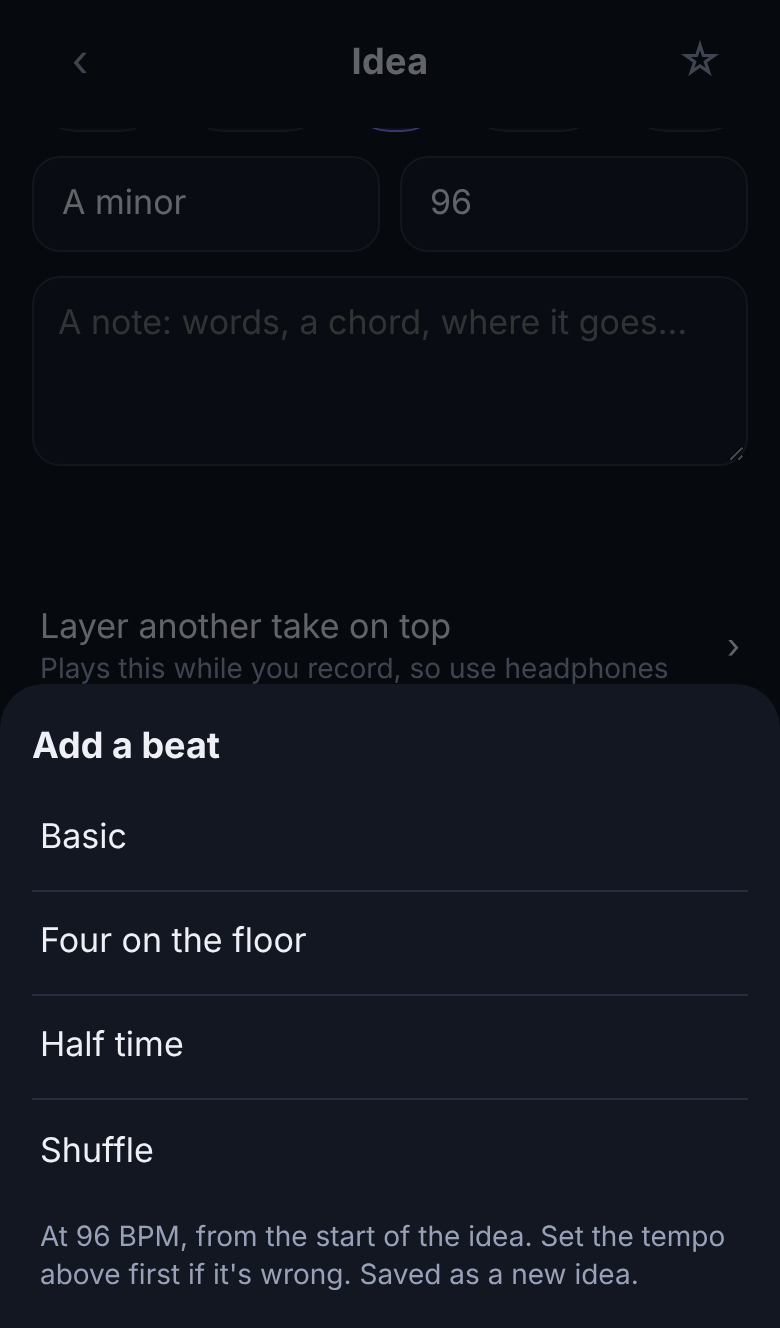 Idea
A minor
96
A note: words, a chord, where it goes...
Layer another take on top
Plays this while you record, so use headphones
Add a beat
Basic
Four on the floor
Half time
Shuffle
At 96 BPM, from the start of the idea. Set the tempo
above first if it's wrong. Saved as a new idea.